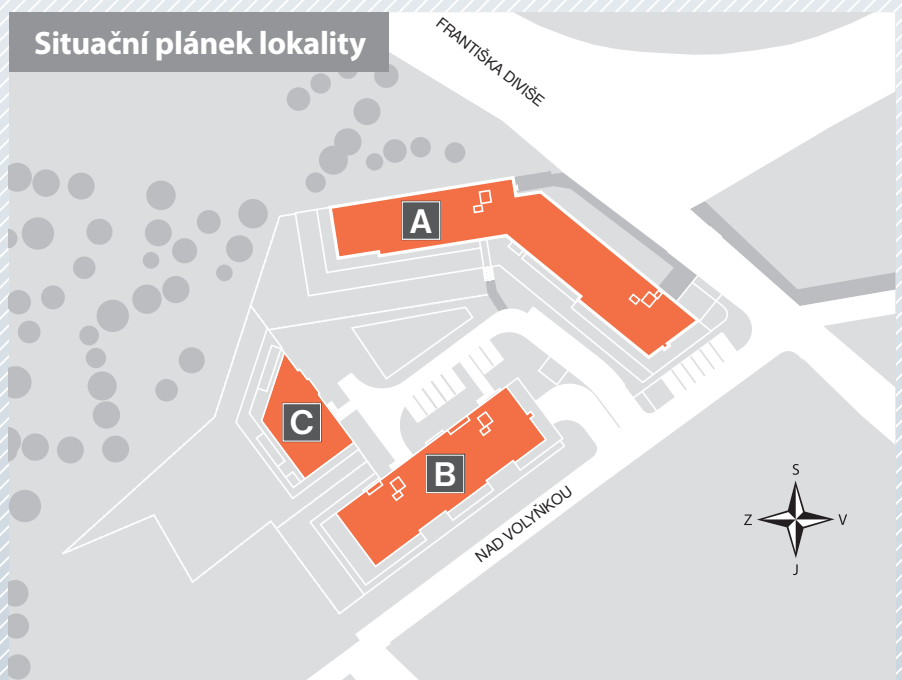 Situační plánek lokality
FRANTIŠKA DIVIŠE
A
C
B
NAD VOLYŇKOU
S
Z
V
J